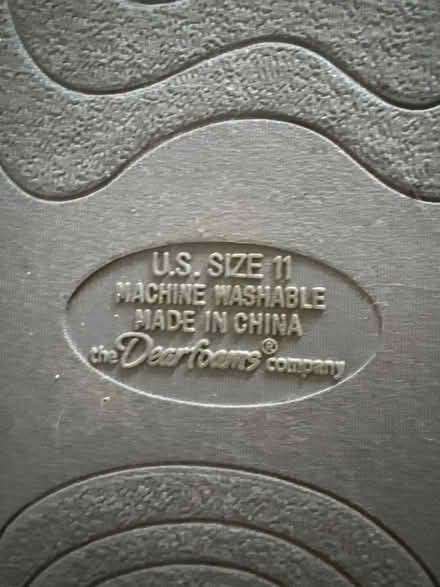 U.S. SIZE 11
MACHINE WASHABLE
MADE IN CHINA
the Dearfoams® company